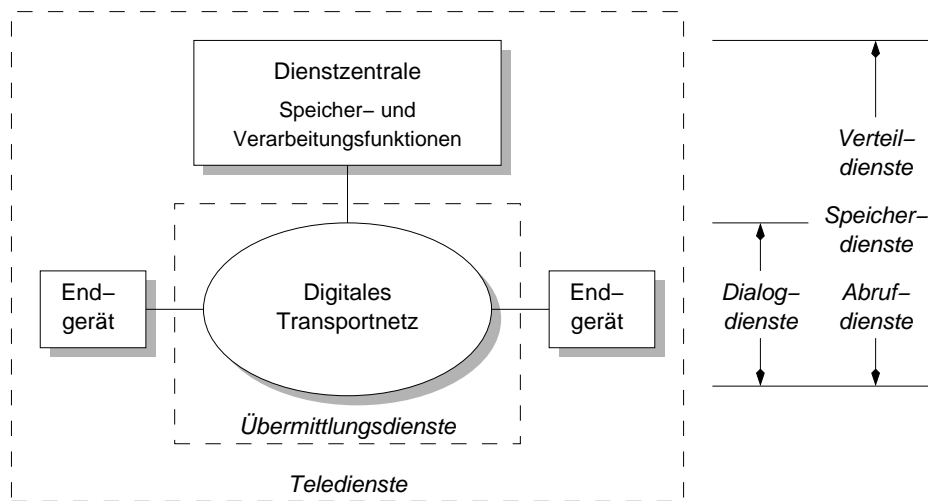 Dienstzentrale
Speicher− und
Verarbeitungsfunktionen
End−
gerät
Digitales
Transportnetz
End−
gerät
Übermittlungsdienste
Teledienste
Verteil−
dienste
Speicher−
dienste
Dialog−
dienste
Abruf−
dienste